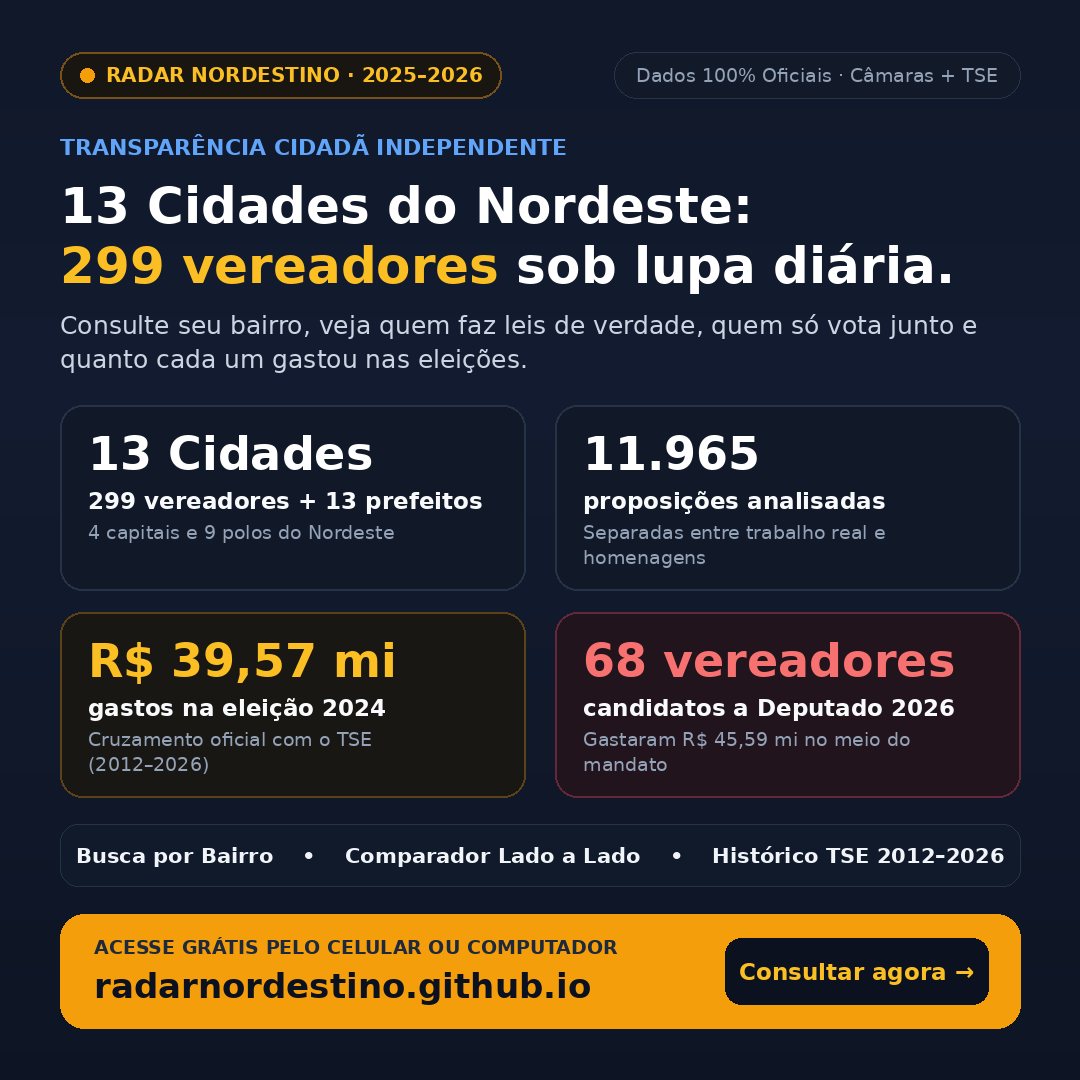 RADAR NORDESTINO · 2025–2026
Dados 100% Oficiais · Câmaras + TSE
TRANSPARÊNCIA CIDADÃ INDEPENDENTE
13 Cidades do Nordeste:
299 vereadores sob lupa diária.
Consulte seu bairro, veja quem faz leis de verdade, quem só vota junto e
quanto cada um gastou nas eleições.
13 Cidades
299 vereadores + 13 prefeitos
4 capitais e 9 polos do Nordeste
11.965
proposições analisadas
Separadas entre trabalho real e
homenagens
R$ 39,57 mi
gastos na eleição 2024
Cruzamento oficial com o TSE
(2012–2026)
68 vereadores
candidatos a Deputado 2026
Gastaram R$ 45,59 mi no meio do
mandato
Busca por Bairro • Comparador Lado a Lado • Histórico TSE 2012–2026
ACESSE GRÁTIS PELO CELULAR OU COMPUTADOR
radarnordestino.github.io
Consultar agora →